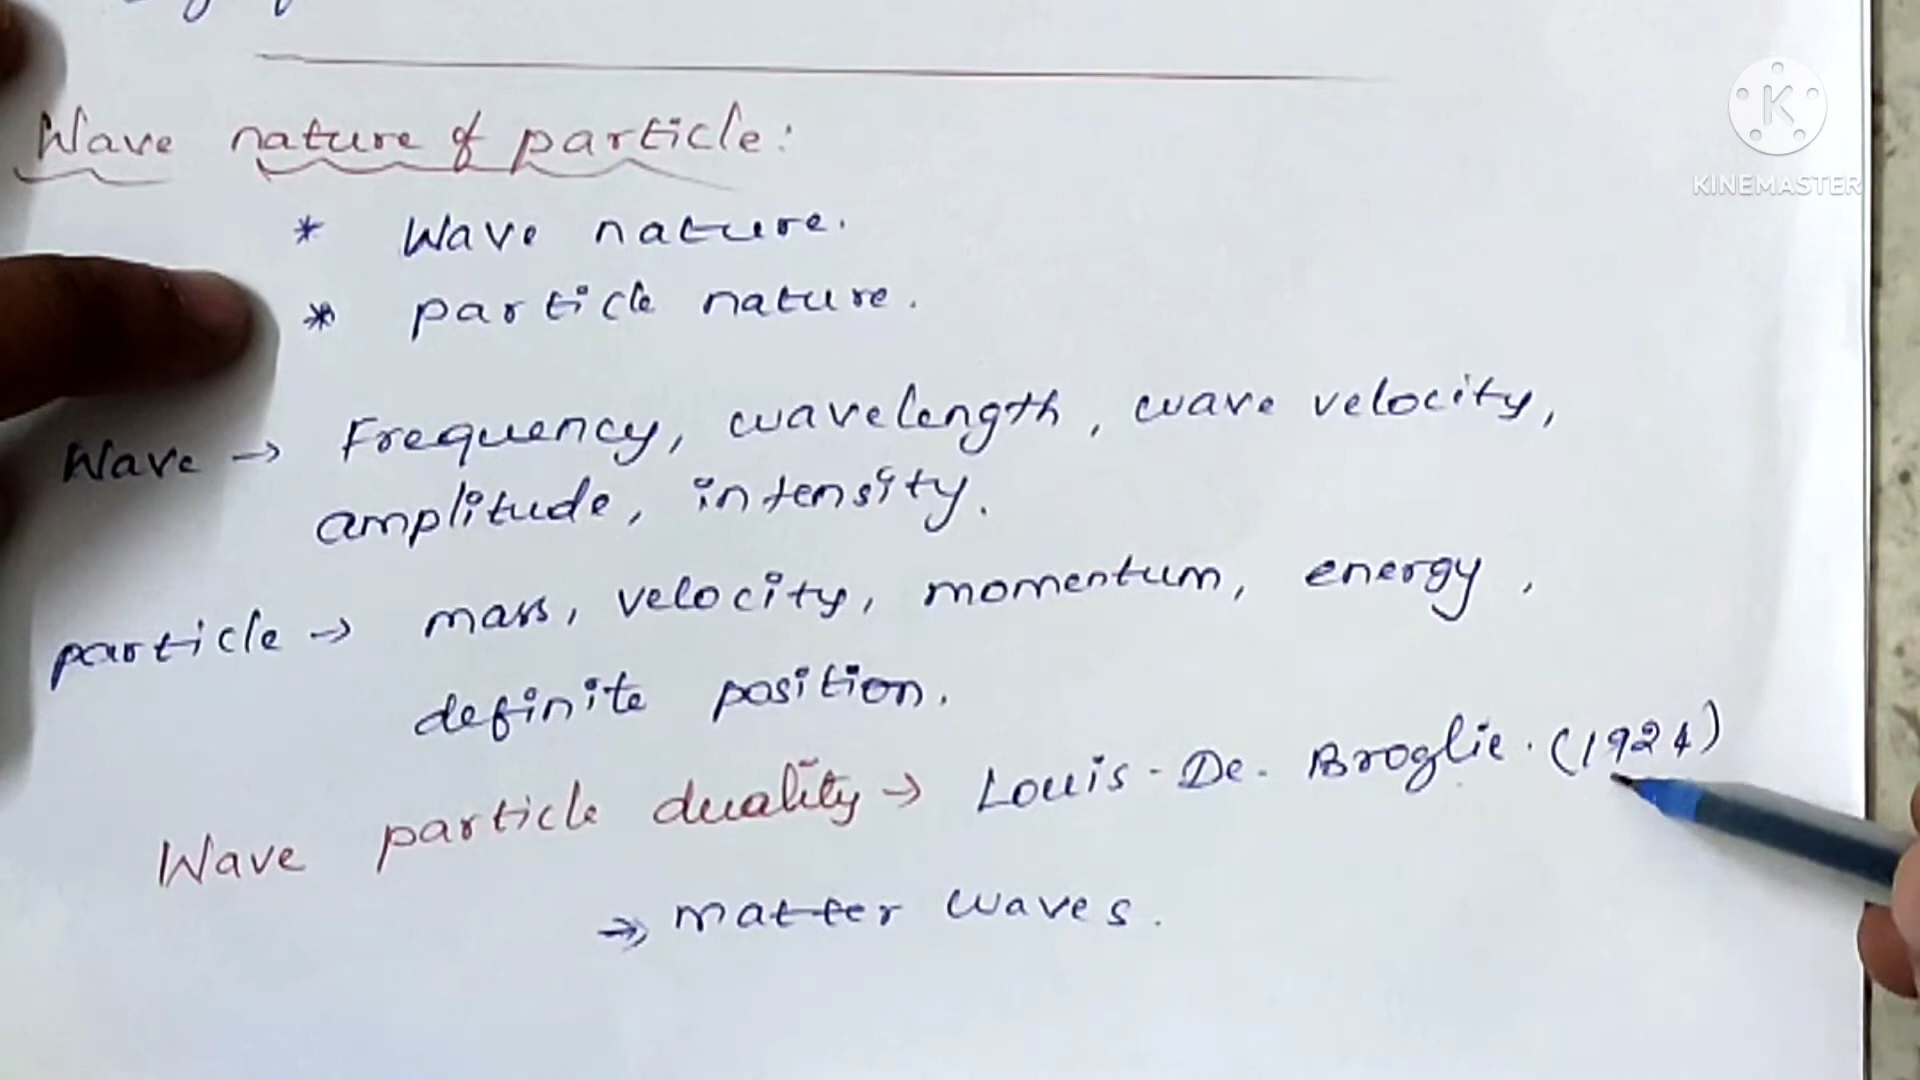 Wave nature of particle:
* Wave nature.
* particle nature.
Wave → Frequency, wavelength, wave velocity,
amplitude, intensity.
particle → mass, velocity, momentum, energy,
definite position.
Wave particle duality → Louis-De-Broglie. (1924)
⇒ matter waves.
K
KINEMASTER